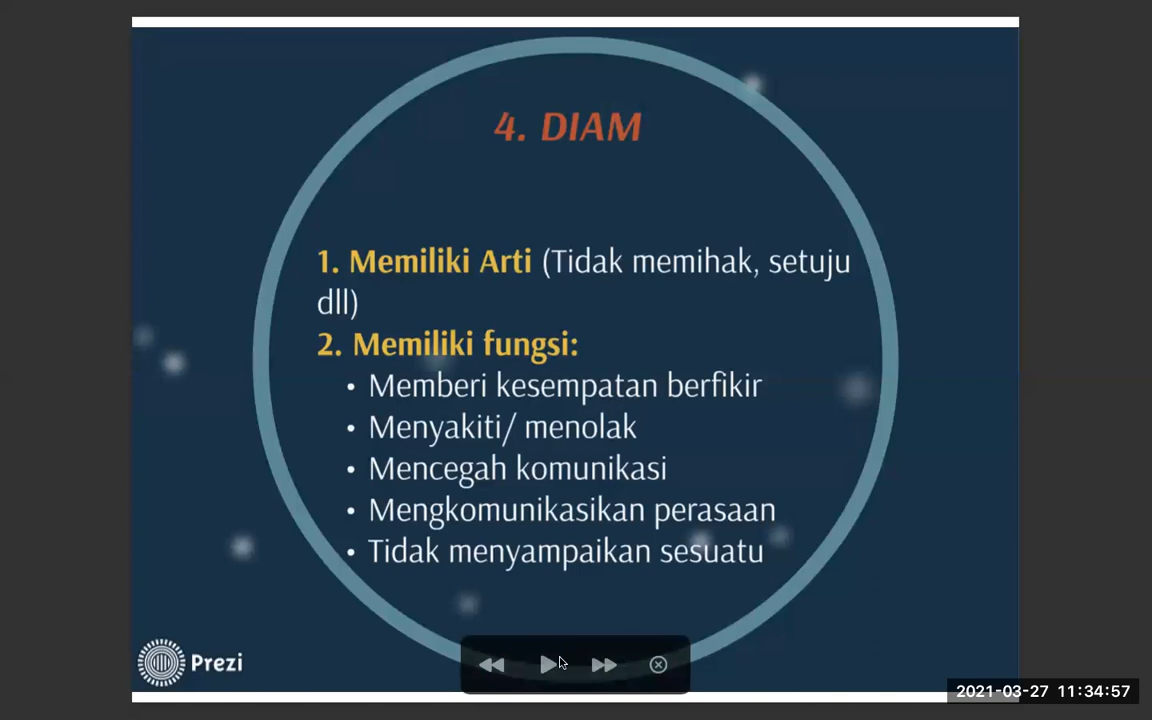 4. DIAM
1. Memiliki Arti (Tidak memihak, setuju
dll)
2. Memiliki fungsi:
• Memberi kesempatan berfikir
• Menyakiti/ menolak
• Mencegah komunikasi
• Mengkomunikasikan perasaan
• Tidak menyampaikan sesuatu
Prezi
2021-03-27 11:34:57